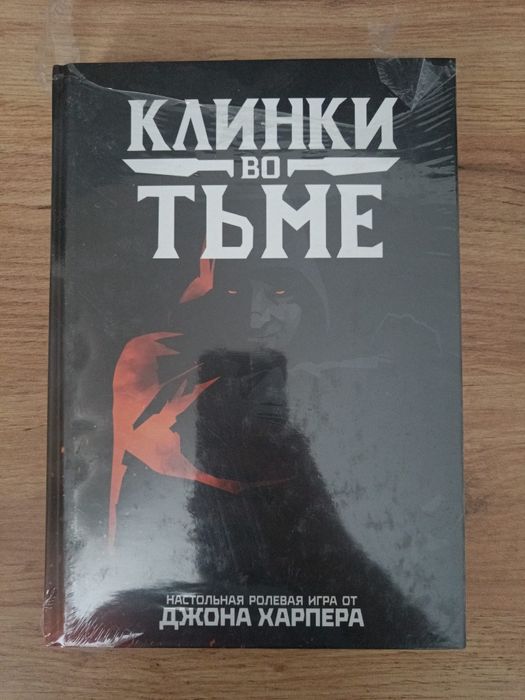 КЛИНКИ
ВО
ТЬМЕ
НАСТОЛЬНАЯ РОЛЕВАЯ ИГРА ОТ
ДЖОНА ХАРПЕРА